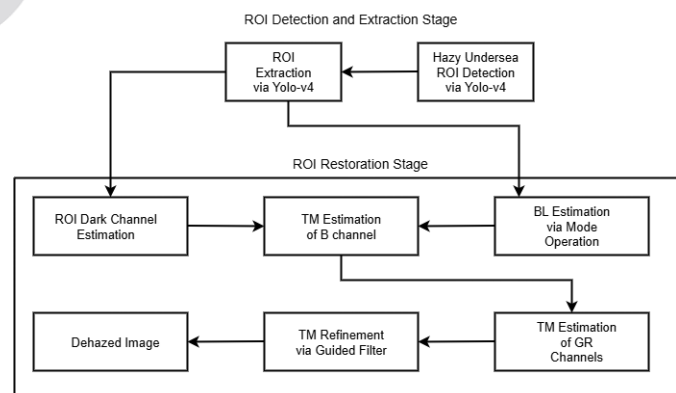 ROI Detection and Extraction Stage
ROI
Extraction
via Yolo-v4
Hazy Undersea
ROI Detection
via Yolo-v4
ROI Restoration Stage
ROI Dark Channel
Estimation
TM Estimation
of B channel
BL Estimation
via Mode
Operation
Dehazed Image
TM Refinement
via Guided Filter
TM Estimation
of GR
Channels